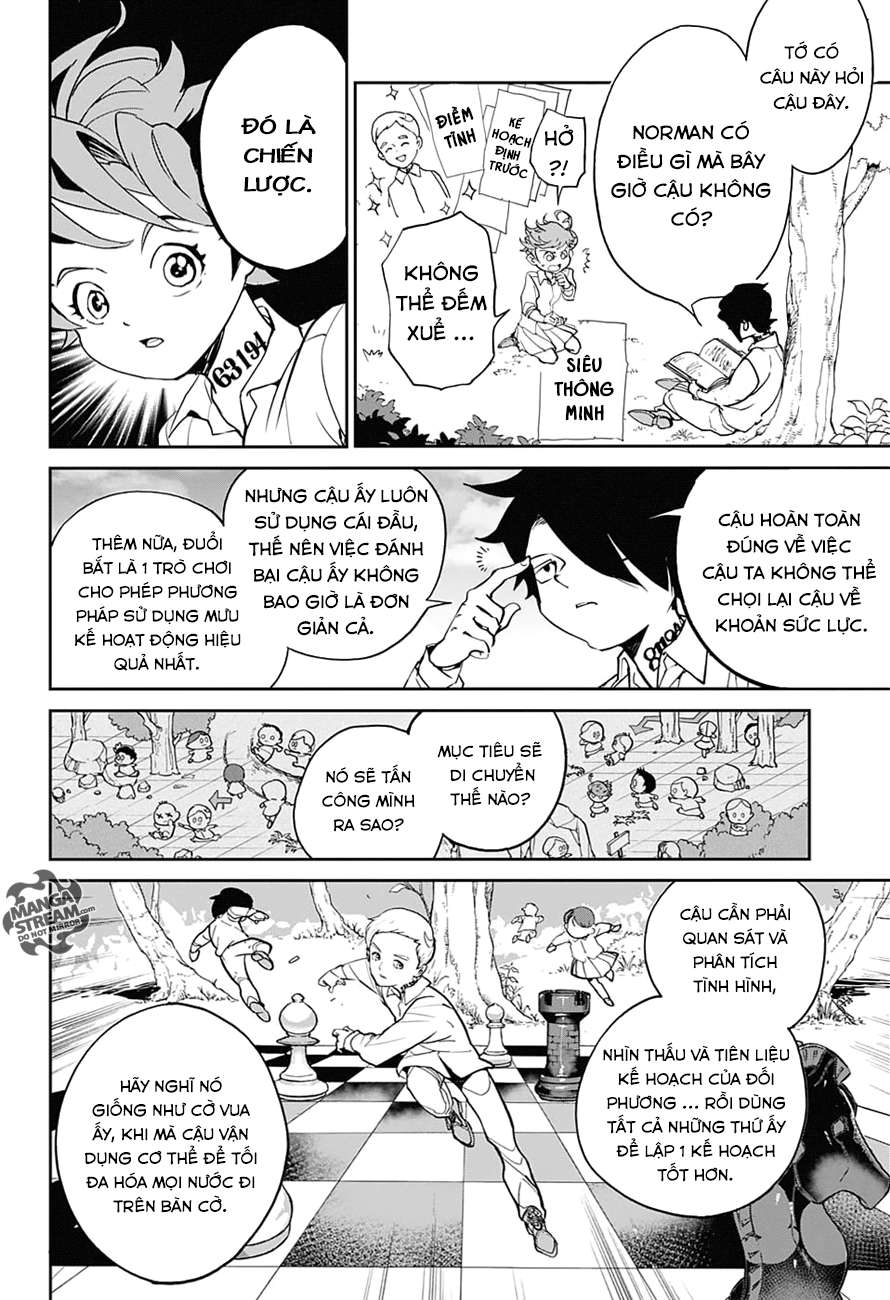 TỚ CÓ
CÂU NÀY HỎI
CẬU ĐÂY.
NORMAN CÓ
ĐIỀU GÌ MÀ BÂY
GIỜ CẬU KHÔNG
CÓ?
HỞ
?!
KẾ
HOẠCH
ĐỊNH
TRƯỚC
ĐIỀM
TĨNH
KHÔNG
THỂ ĐẾM
XUỂ ...
SIÊU
THÔNG
MINH
ĐÓ LÀ
CHIẾN
LƯỢC.
63194
CẬU HOÀN TOÀN
ĐÚNG VỀ VIỆC
CẬU TA KHÔNG THỂ
CHỌI LẠI CẬU VỀ
KHOẢN SỨC LỰC.
NHƯNG CẬU ẤY LUÔN
SỬ DỤNG CÁI ĐẦU,
THẾ NÊN VIỆC ĐÁNH
BẠI CẬU ẤY KHÔNG
BAO GIỜ LÀ ĐƠN
GIẢN CẢ.
THÊM NỮA, ĐUỔI
BẮT LÀ 1 TRÒ CHƠI
CHO PHÉP PHƯƠNG
PHÁP SỬ DỤNG MƯU
KẾ HOẠT ĐỘNG HIỆU
QUẢ NHẤT.
MỤC TIÊU SẼ
DI CHUYỂN
THẾ NÀO?
NÓ SẼ TẤN
CÔNG MÌNH
RA SAO?
CẬU CẦN PHẢI
QUAN SÁT VÀ
PHÂN TÍCH
TÌNH HÌNH,
NHÌN THẤU VÀ TIÊN LIỆU
KẾ HOẠCH CỦA ĐỐI
PHƯƠNG ... RỒI DÙNG
TẤT CẢ NHỮNG THỨ ẤY
ĐỂ LẬP 1 KẾ HOẠCH
TỐT HƠN.
HÃY NGHĨ NÓ
GIỐNG NHƯ CỜ VUA
ẤY, KHI MÀ CẬU VẬN
DỤNG CƠ THỂ ĐỂ TỐI
ĐA HÓA MỌI NƯỚC ĐI
TRÊN BÀN CỜ.
MANGA
STREAM.com
DO NOT MIRROR!